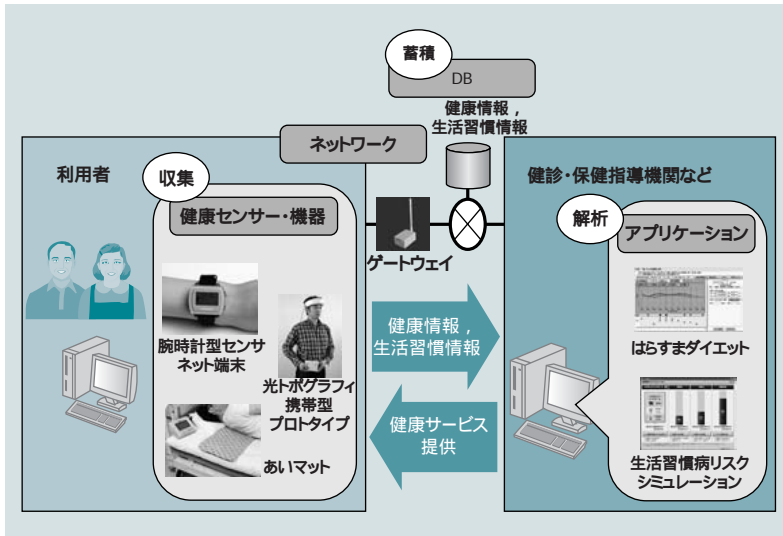 蓄積
DB
健康情報，
生活習慣情報
ネットワーク
利用者
収集
健康センサー・機器
腕時計型センサ
ネット端末
光トポグラフィ
携帯型
プロトタイプ
あいマット
ゲートウェイ
健康情報，
生活習慣情報
健康サービス
提供
健診・保健指導機関など
解析
アプリケーション
はらすまダイエット
生活習慣病リスク
シミュレーション